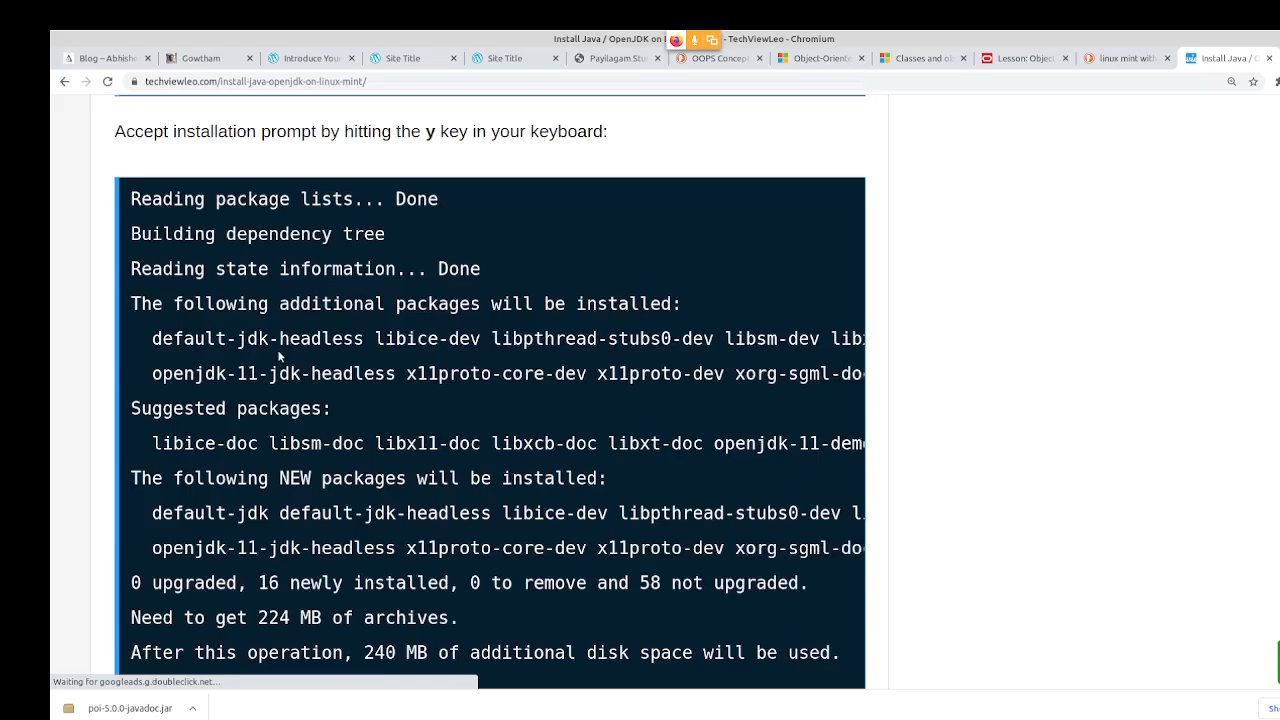 Install Java / OpenJDK on L - TechViewLeo - Chromium
Blog – Abhishe
Gowtham
Introduce Your
Site Title
Site Title
Payilagam Stu
OOPS Concep
Object-Oriente
Classes and ob
Lesson: Object
linux mint with
Install Java / O
techviewleo.com/install-java-openjdk-on-linux-mint/
Accept installation prompt by hitting the y key in your keyboard:
Reading package lists... Done
Building dependency tree
Reading state information... Done
The following additional packages will be installed:
default-jdk-headless libice-dev libpthread-stubs0-dev libsm-dev lib
openjdk-11-jdk-headless x11proto-core-dev x11proto-dev xorg-sgml-do
Suggested packages:
libice-doc libsm-doc libx11-doc libxcb-doc libxt-doc openjdk-11-dem
The following NEW packages will be installed:
default-jdk default-jdk-headless libice-dev libpthread-stubs0-dev l
openjdk-11-jdk-headless x11proto-core-dev x11proto-dev xorg-sgml-do
0 upgraded, 16 newly installed, 0 to remove and 58 not upgraded.
Need to get 224 MB of archives.
After this operation, 240 MB of additional disk space will be used.
Waiting for googleads.g.doubleclick.net...
poi-5.0.0-javadoc.jar
Sh